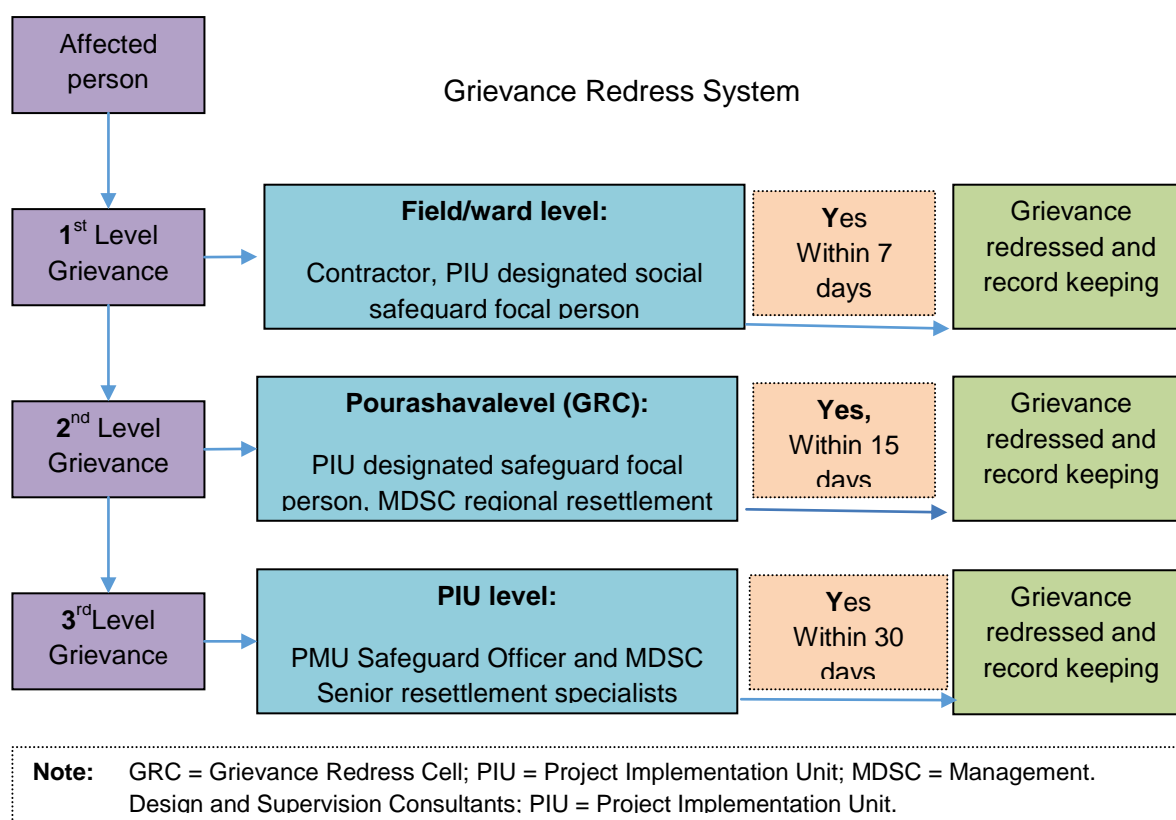 Affected
person
Grievance Redress System
1st Level
Grievance
Field/ward level:
Contractor, PIU designated social
safeguard focal person
Yes
Within 7
days
Grievance
redressed and
record keeping
2nd Level
Grievance
Pourashavalevel (GRC):
PIU designated safeguard focal
person, MDSC regional resettlement
Yes,
Within 15
days
Grievance
redressed and
record keeping
3rdLevel
Grievance
PIU level:
PMU Safeguard Officer and MDSC
Senior resettlement specialists
Yes
Within 30
days
Grievance
redressed and
record keeping
Note: GRC = Grievance Redress Cell; PIU = Project Implementation Unit; MDSC = Management.
Design and Supervision Consultants; PIU = Project Implementation Unit.